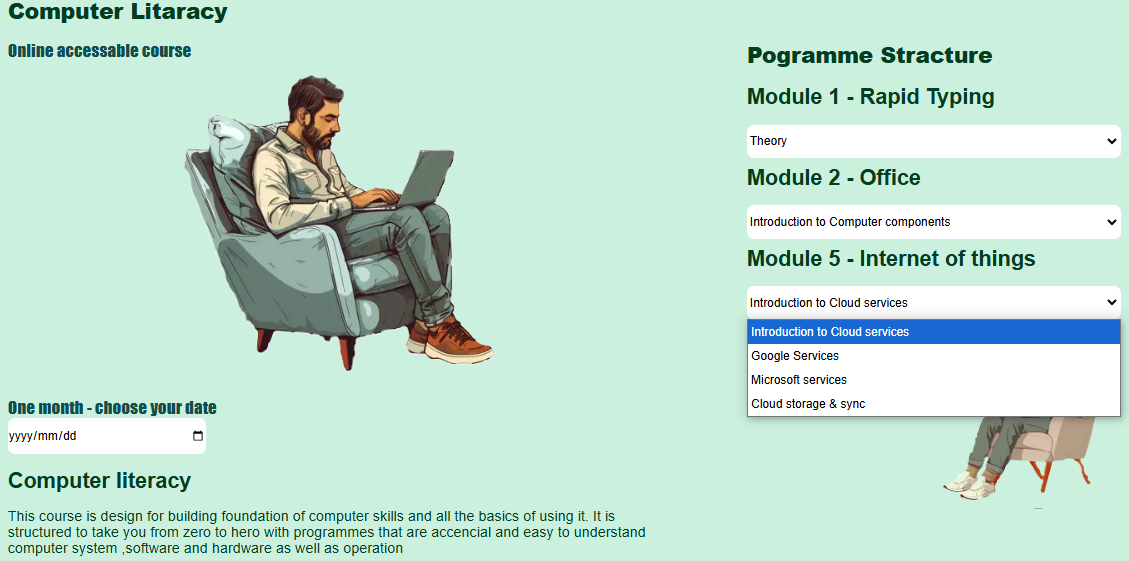 Computer Litaracy
Online accessable course
One month - choose your date
yyyy/mm/dd
Computer literacy
This course is design for building foundation of computer skills and all the basics of using it. It is
structured to take you from zero to hero with programmes that are accencial and easy to understand
computer system ,software and hardware as well as operation
Pogramme Stracture
Module 1 - Rapid Typing
Theory
Module 2 - Office
Introduction to Computer components
Module 5 - Internet of things
Introduction to Cloud services
Introduction to Cloud services
Google Services
Microsoft services
Cloud storage & sync